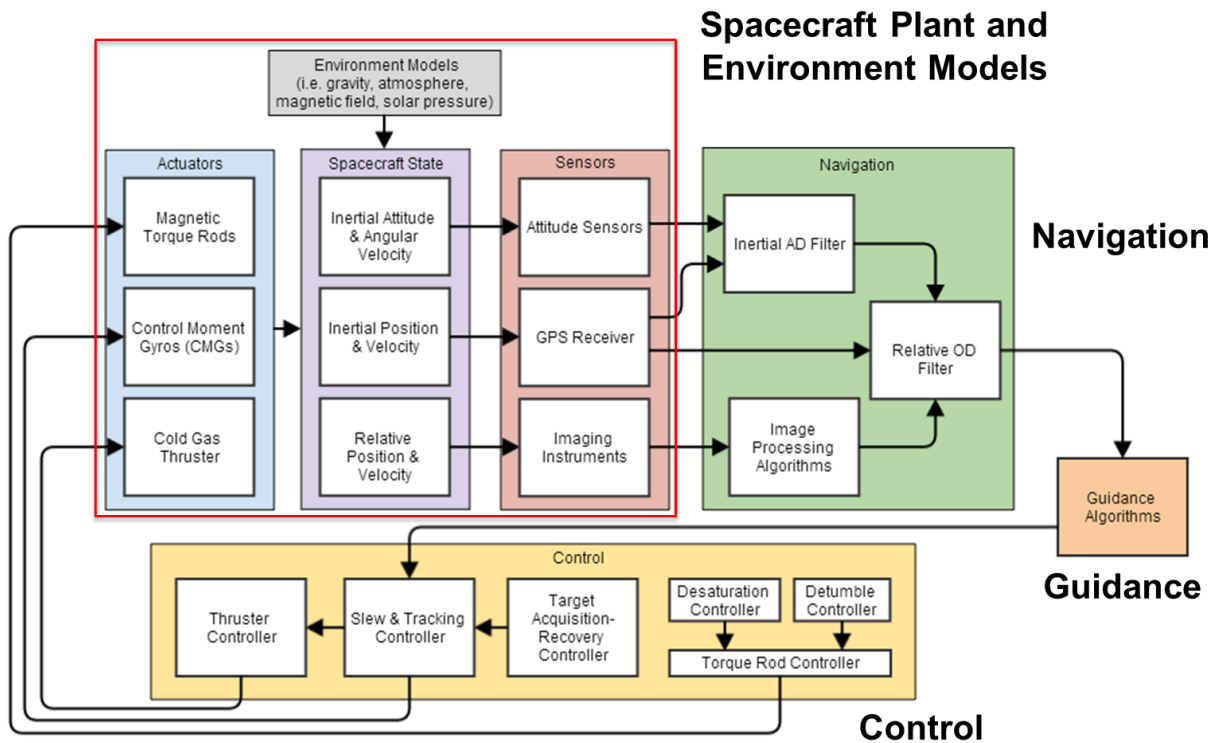 Spacecraft Plant and
Environment Models
Environment Models
(i.e. gravity, atmosphere,
magnetic field, solar pressure)
Actuators
Magnetic
Torque Rods
Control Moment
Gyros (CMGs)
Cold Gas
Thruster
Spacecraft State
Inertial Attitude
& Angular
Velocity
Inertial Position
& Velocity
Relative
Position &
Velocity
Sensors
Attitude Sensors
GPS Receiver
Imaging
Instruments
Navigation
Inertial AD Filter
Relative OD
Filter
Image
Processing
Algorithms
Navigation
Guidance
Algorithms
Guidance
Control
Thruster
Controller
Slew & Tracking
Controller
Target
Acquisition-
Recovery
Controller
Desaturation
Controller
Detumble
Controller
Torque Rod Controller
Control